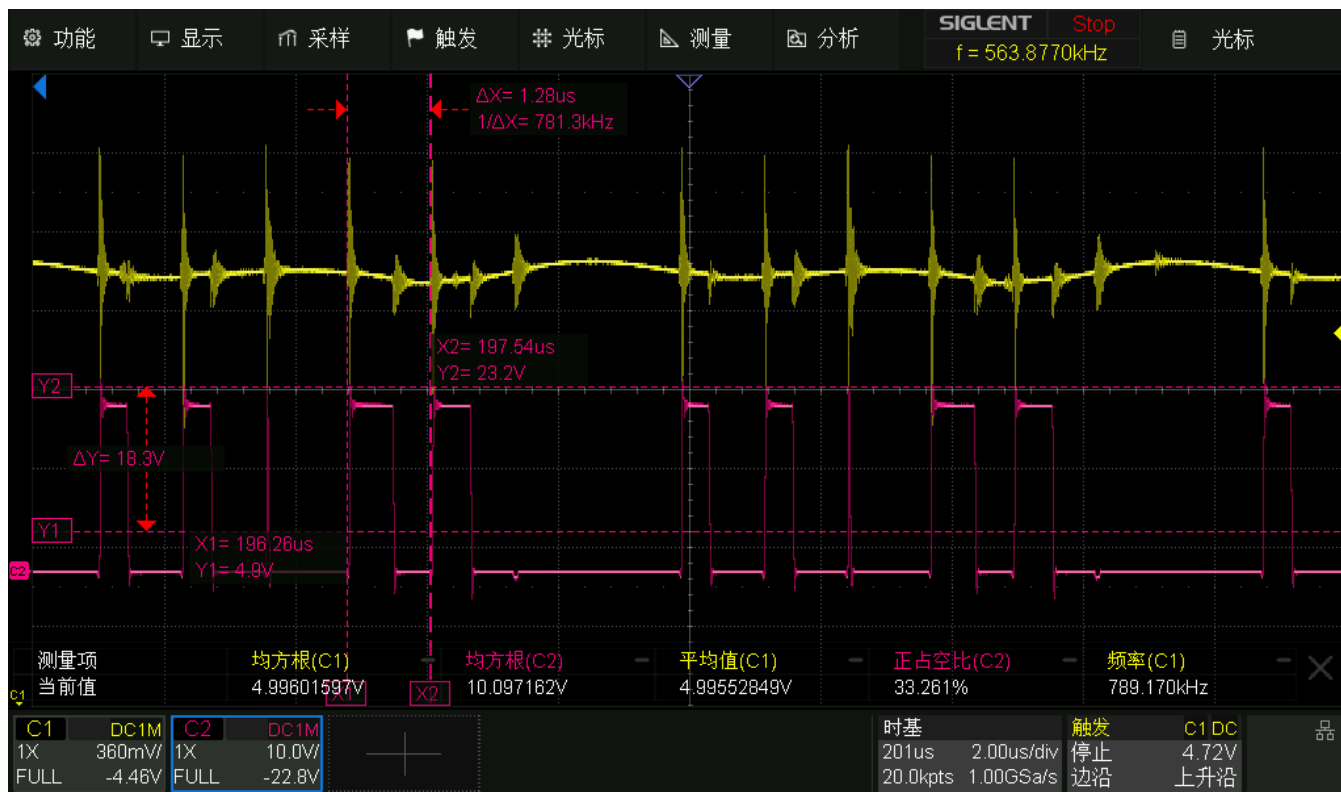 功能 显示 采样 触发 光标 测量 分析 SIGLENT Stop 光标
f = 563.8770kHz
ΔX= 1.28us
1/ΔX= 781.3kHz
X2= 197.54us
Y2 Y2= 23.2V
ΔY= 18.3V
Y1
X1= 196.26us
C2 Y1= 4.9V
测量项 均方根(C1) 均方根(C2) 平均值(C1) 正占空比(C2) 频率(C1)
当前值 4.99601597V 10.097162V 4.99552849V 33.261% 789.170kHz
C1 X1 X2
C1 DC1M C2 DC1M 时基 触发 C1 DC
1X 360mV/ 1X 10.0V/ 201us 2.00us/div 停止 4.72V
FULL -4.46V FULL -22.8V 20.0kpts 1.00GSa/s 边沿 上升沿